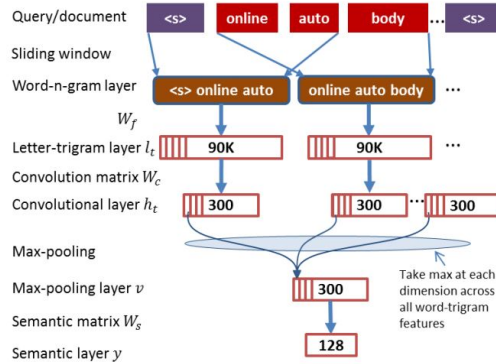 Query/document <s> online auto body ... <s>
Sliding window
Word-n-gram layer <s> online auto online auto body ...
W_f
Letter-trigram layer l_t 90K 90K ...
Convolution matrix W_c
Convolutional layer h_t 300 300 ... 300
Max-pooling
Take max at each
dimension across
all word-trigram
features
Max-pooling layer v 300
Semantic matrix W_s
Semantic layer y 128